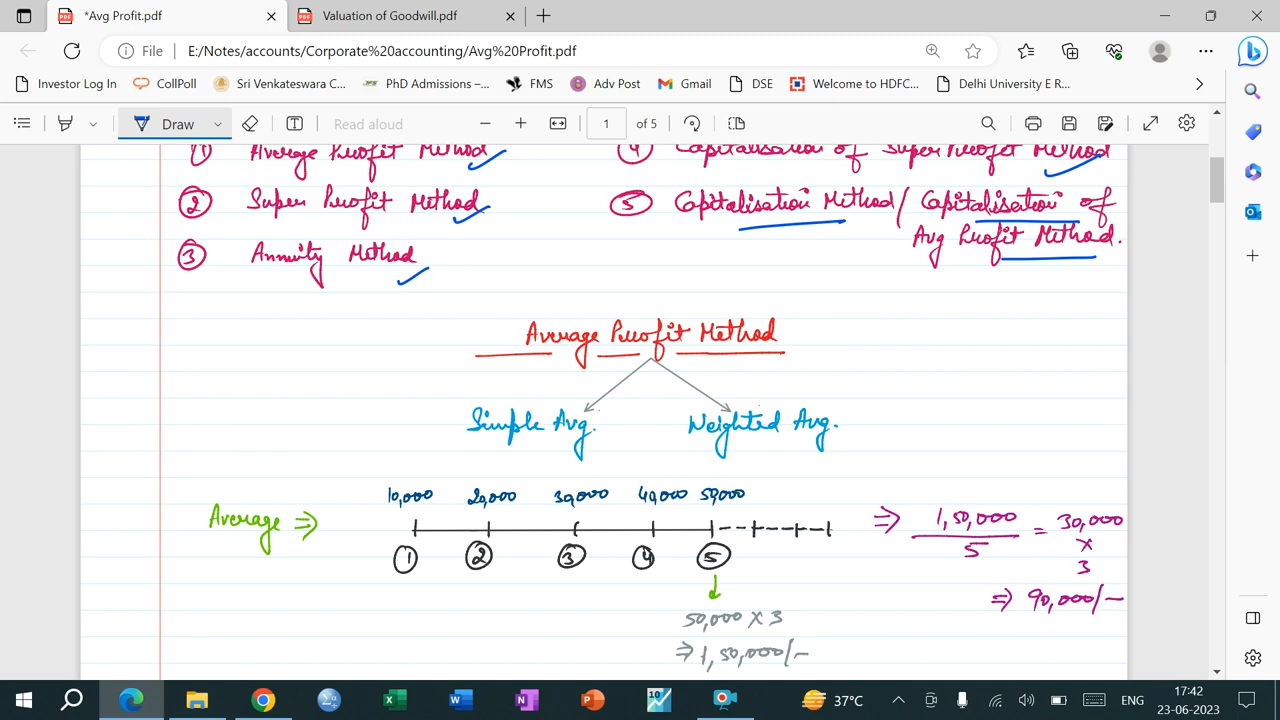 *Avg Profit.pdf
Valuation of Goodwill.pdf
File E:/Notes/accounts/Corporate%20accounting/Avg%20Profit.pdf
Investor Log In CollPoll Sri Venkateswara C... PhD Admissions –... FMS Adv Post Gmail DSE Welcome to HDFC... Delhi University E R...
Draw Read aloud 1 of 5
① Average Profit Method ④ Capitalisation of Super Profit Method
② Super Profit Method ⑤ Capitalisation Method / Capitalisation of
Avg Profit Method.
③ Annuity Method
Average Profit Method
Simple Avg. Weighted Avg.
10,000 20,000 30,000 40,000 50,000
Average ⇒ ⇒ 1,50,000 / 5 = 30,000
① ② ③ ④ ⑤ x
3
⇒ 90,000/–
50,000 x 3
⇒ 1,50,000/–
10
37°C ENG 17:42
23-06-2023